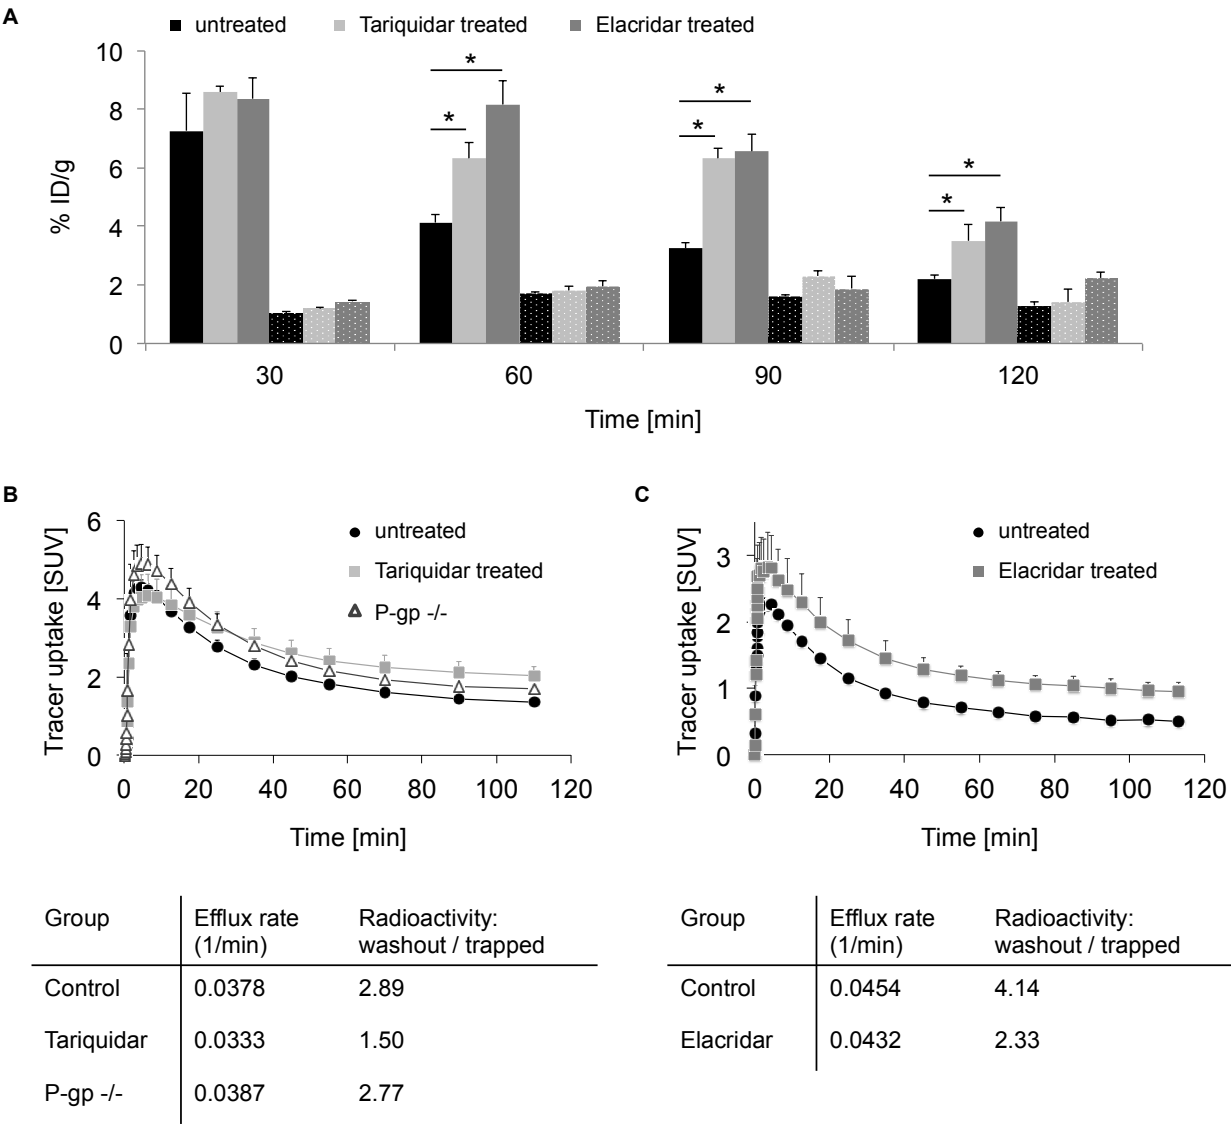 A
untreated
Tariquidar treated
Elacridar treated
% ID/g
10
8
6
4
2
0
*
*
*
*
*
*
30
60
90
120
Time [min]
B
Tracer uptake [SUV]
6
4
2
0
untreated
Tariquidar treated
P-gp -/-
0
20
40
60
80
100
120
Time [min]
C
Tracer uptake [SUV]
3
2
1
0
untreated
Elacridar treated
0
20
40
60
80
100
120
Time [min]
Group
Efflux rate
(1/min)
Radioactivity:
washout / trapped
Control
0.0378
2.89
Tariquidar
0.0333
1.50
P-gp -/-
0.0387
2.77
Group
Efflux rate
(1/min)
Radioactivity:
washout / trapped
Control
0.0454
4.14
Elacridar
0.0432
2.33